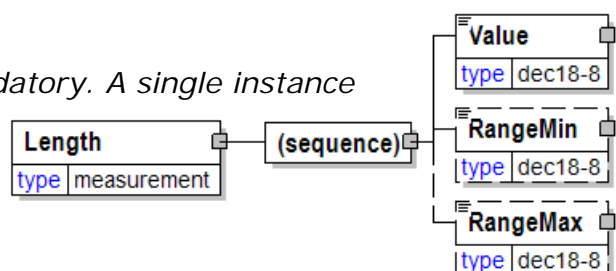 Value
type dec18-8
datory. A single instance
RangeMin
type dec18-8
Length
type measurement
(sequence)
RangeMax
type dec18-8